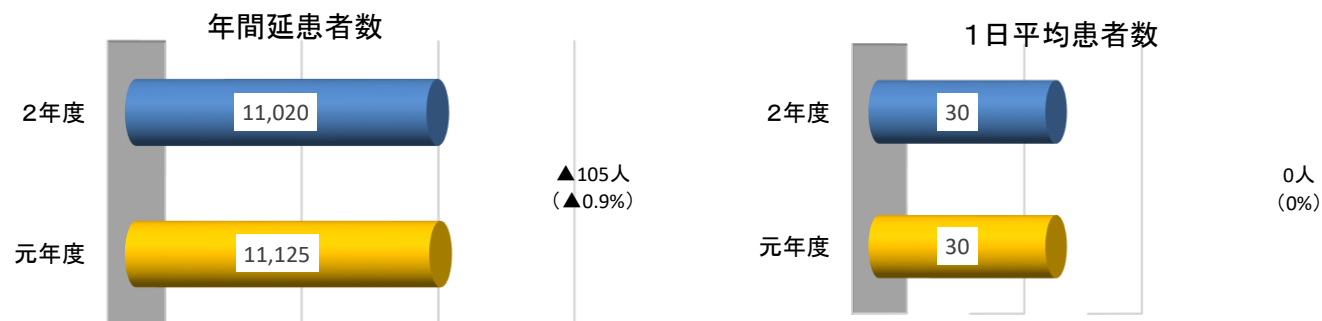 年間延患者数
2年度
11,020
▲105人
(▲0.9%)
元年度
11,125
1日平均患者数
2年度
30
0人
(0%)
元年度
30